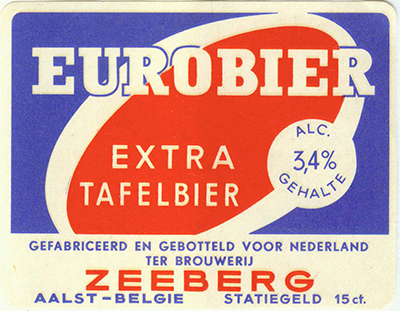 EUROBIER
EXTRA
TAFELBIER
ALC.
3,4%
GEHALTE
GEFABRICEERD EN GEBOTTELD VOOR NEDERLAND
TER BROUWERIJ
ZEEBERG
AALST-BELGIE STATIEGELD 15 ct.